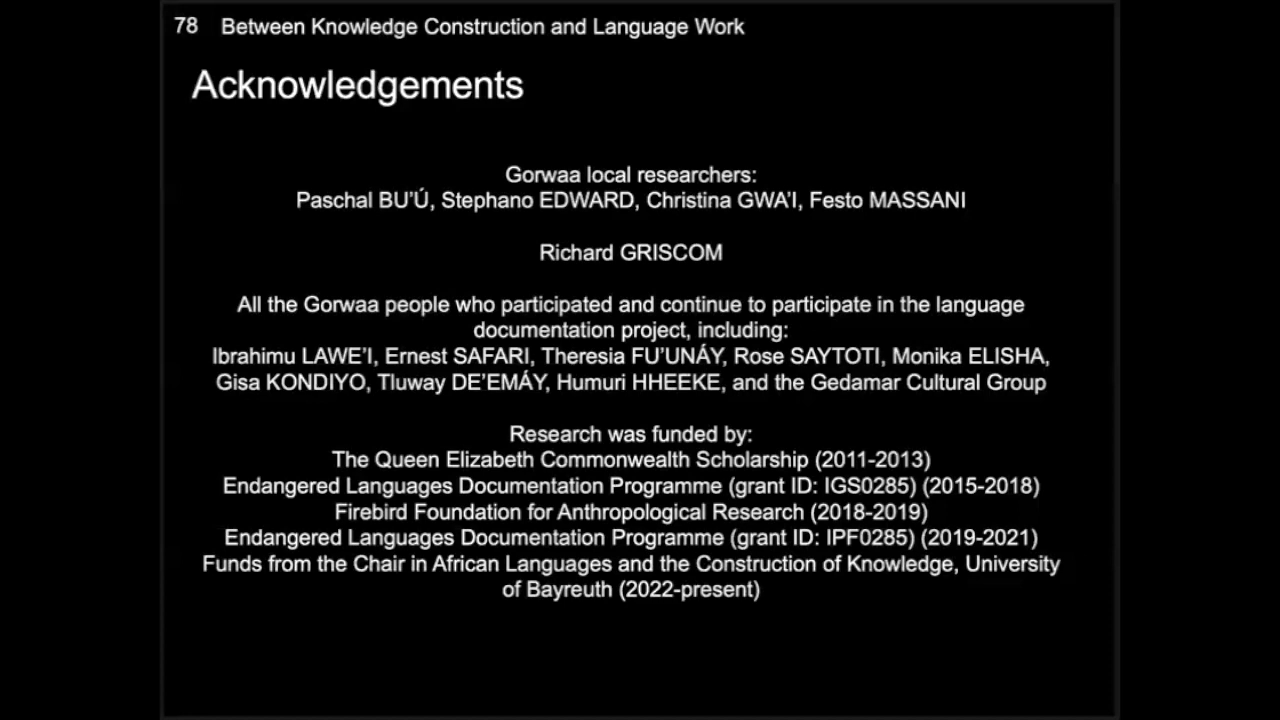 78 Between Knowledge Construction and Language Work
Acknowledgements
Gorwaa local researchers:
Paschal BU'Ú, Stephano EDWARD, Christina GWA'I, Festo MASSANI
Richard GRISCOM
All the Gorwaa people who participated and continue to participate in the language
documentation project, including:
Ibrahimu LAWE'I, Ernest SAFARI, Theresia FU'UNÁY, Rose SAYTOTI, Monika ELISHA,
Gisa KONDIYO, Tluway DE'EMÁY, Humuri HHEEKE, and the Gedamar Cultural Group
Research was funded by:
The Queen Elizabeth Commonwealth Scholarship (2011-2013)
Endangered Languages Documentation Programme (grant ID: IGS0285) (2015-2018)
Firebird Foundation for Anthropological Research (2018-2019)
Endangered Languages Documentation Programme (grant ID: IPF0285) (2019-2021)
Funds from the Chair in African Languages and the Construction of Knowledge, University
of Bayreuth (2022-present)